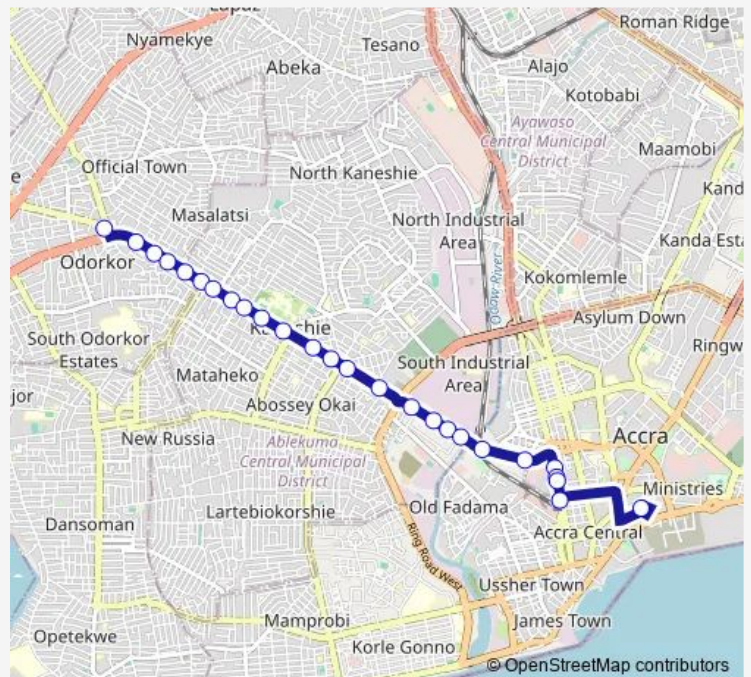 Lapaz
Roman Ridge
Nyamekye
Tesano
Abeka
Alajo
Kotobabi
Ayawaso
Central Municipal
District
Maamobi
Official Town
North Kaneshie
Kand
Masalatsi
North Industrial
Area
Kanda Esta
Odorkor
Odaw River
Kokomlemle
Asylum Down
Kaneshie
Ringw
South Odorkor
Estates
South Industrial
Area
Mataheko
jor
Abossey Okai
New Russia
Accra
Ablekuma
Central Municipal
District
Ministries
Old Fadama
Lartebiokorshie
Dansoman
Accra Central
Ring Road West
Ussher Town
Mamprobi
James Town
Opetekwe
Korle Gonno
© OpenStreetMap contributors